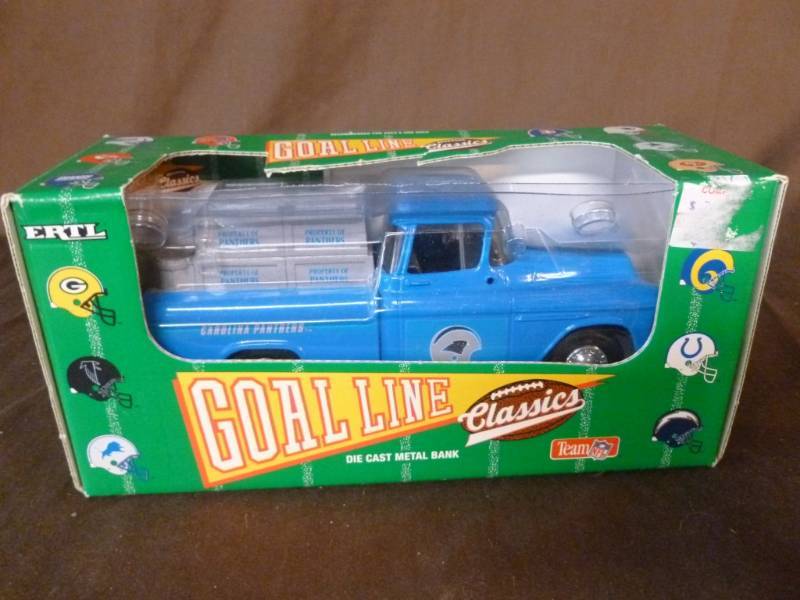 GOAL LINE Classics
Classics
ERTL
PROPERTY OF PANTHERS
PROPERTY OF PANTHERS
PROPERTY OF PANTHERS
PROPERTY OF PANTHERS
CAROLINA PANTHERS
G
GOAL LINE Classics
DIE CAST METAL BANK
Team NFL